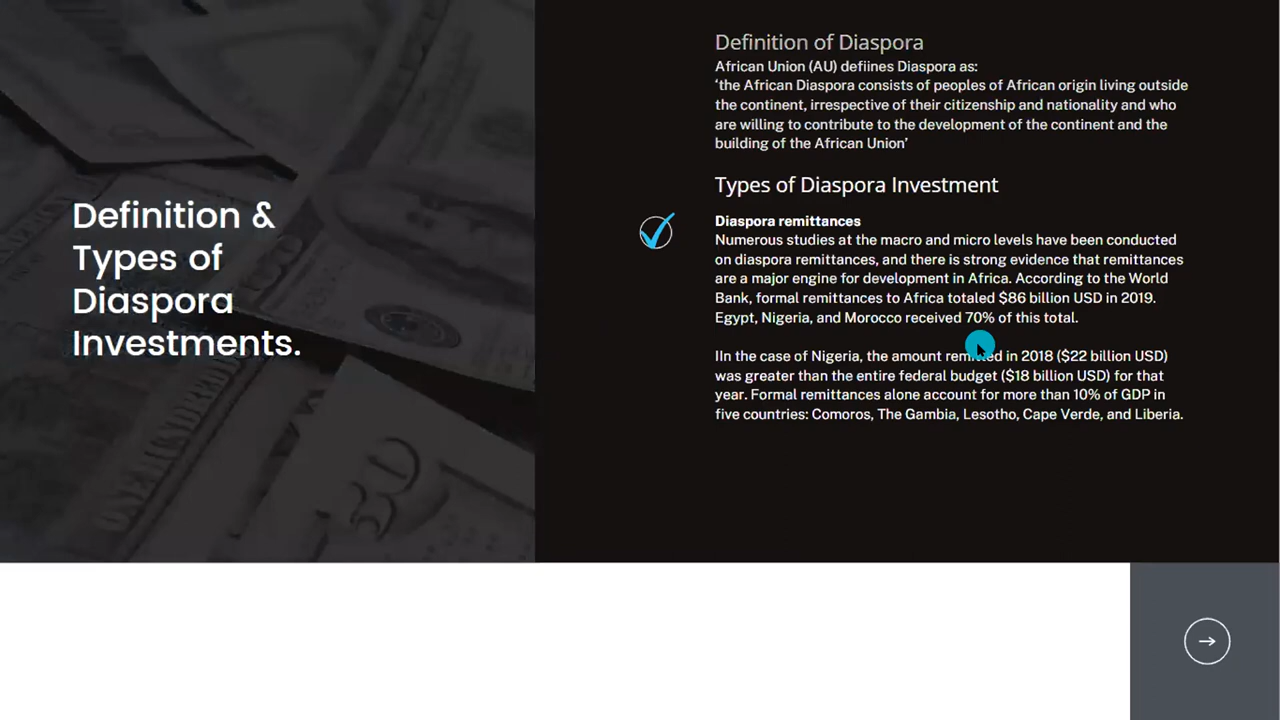 Definition &
Types of
Diaspora
Investments.
Definition of Diaspora
African Union (AU) defiines Diaspora as:
‘the African Diaspora consists of peoples of African origin living outside
the continent, irrespective of their citizenship and nationality and who
are willing to contribute to the development of the continent and the
building of the African Union’
Types of Diaspora Investment
Diaspora remittances
Numerous studies at the macro and micro levels have been conducted
on diaspora remittances, and there is strong evidence that remittances
are a major engine for development in Africa. According to the World
Bank, formal remittances to Africa totaled $86 billion USD in 2019.
Egypt, Nigeria, and Morocco received 70% of this total.
IIn the case of Nigeria, the amount remitted in 2018 ($22 billion USD)
was greater than the entire federal budget ($18 billion USD) for that
year. Formal remittances alone account for more than 10% of GDP in
five countries: Comoros, The Gambia, Lesotho, Cape Verde, and Liberia.